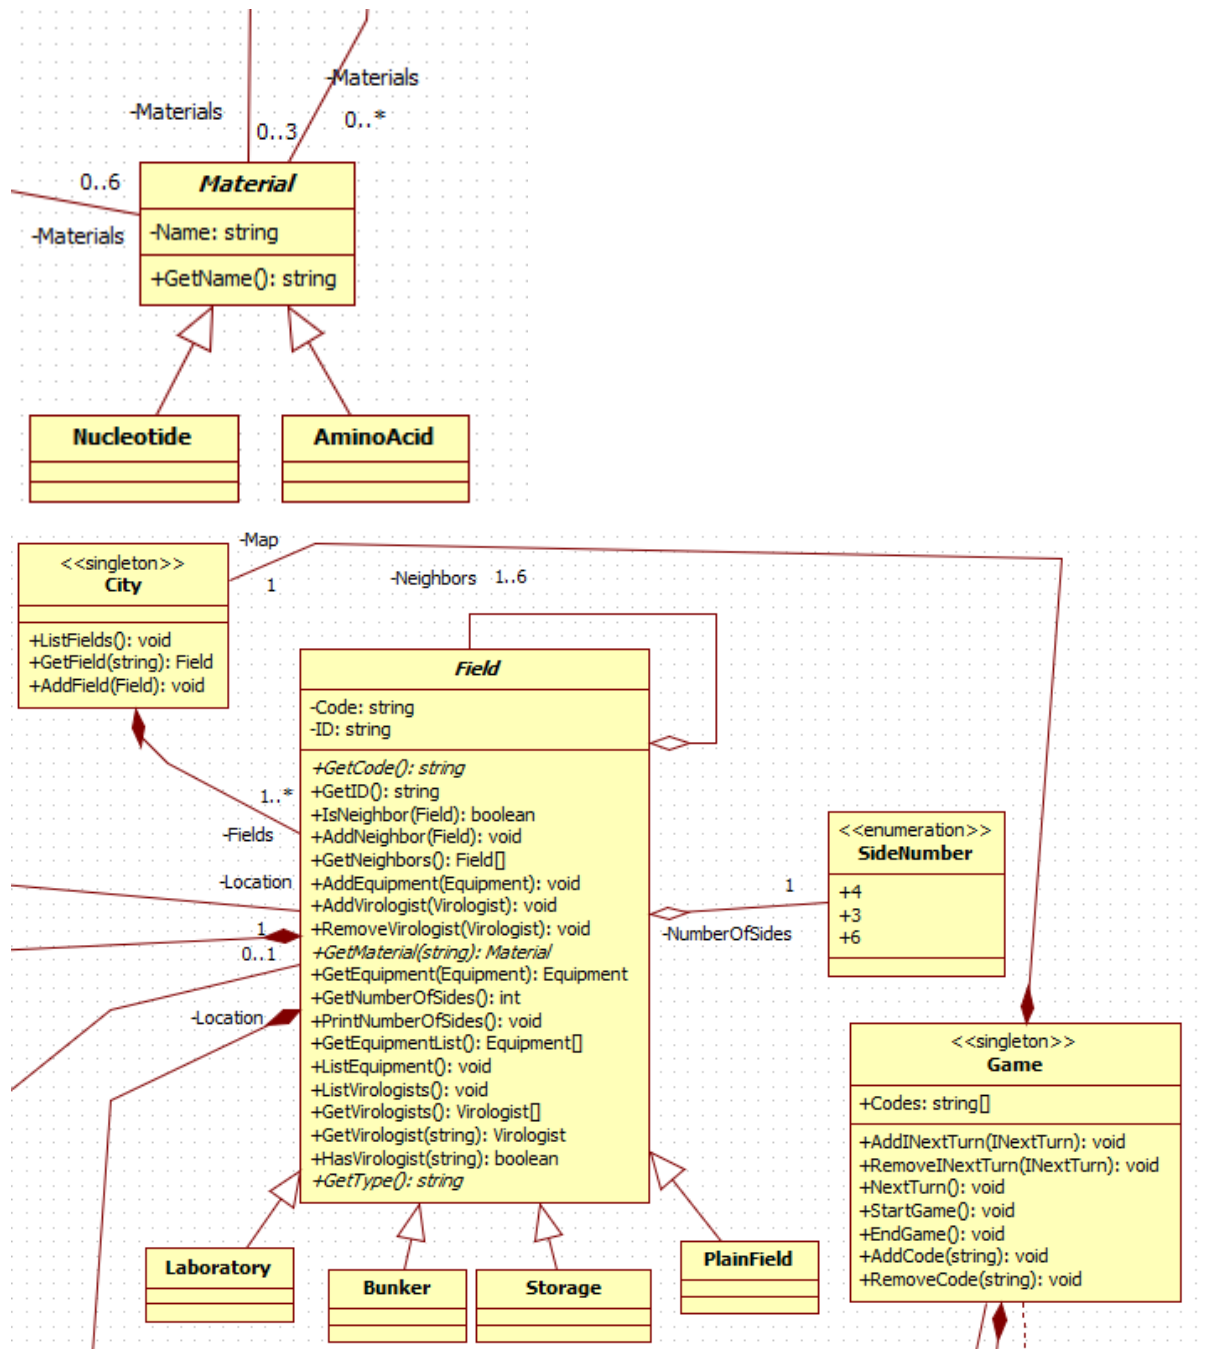 -Materials
-Materials
0..3
0..*
0..6
-Materials
Material
-Name: string
+GetName(): string
Nucleotide
AminoAcid
<<singleton>>
City
+ListFields(): void
+GetField(string): Field
+AddField(Field): void
-Map
1
-Neighbors 1..6
Field
-Code: string
-ID: string
+GetCode(): string
+GetID(): string
+IsNeighbor(Field): boolean
+AddNeighbor(Field): void
+GetNeighbors(): Field[]
+AddEquipment(Equipment): void
+AddVirologist(Virologist): void
+RemoveVirologist(Virologist): void
+GetMaterial(string): Material
+GetEquipment(Equipment): Equipment
+GetNumberOfSides(): int
+PrintNumberOfSides(): void
+GetEquipmentList(): Equipment[]
+ListEquipment(): void
+ListVirologists(): void
+GetVirologists(): Virologist[]
+GetVirologist(string): Virologist
+HasVirologist(string): boolean
+GetType(): string
1..*
-Fields
-Location
1
0..1
-Location
1
-NumberOfSides
<<enumeration>>
SideNumber
+4
+3
+6
<<singleton>>
Game
+Codes: string[]
+AddINextTurn(INextTurn): void
+RemoveINextTurn(INextTurn): void
+NextTurn(): void
+StartGame(): void
+EndGame(): void
+AddCode(string): void
+RemoveCode(string): void
Laboratory
Bunker
Storage
PlainField